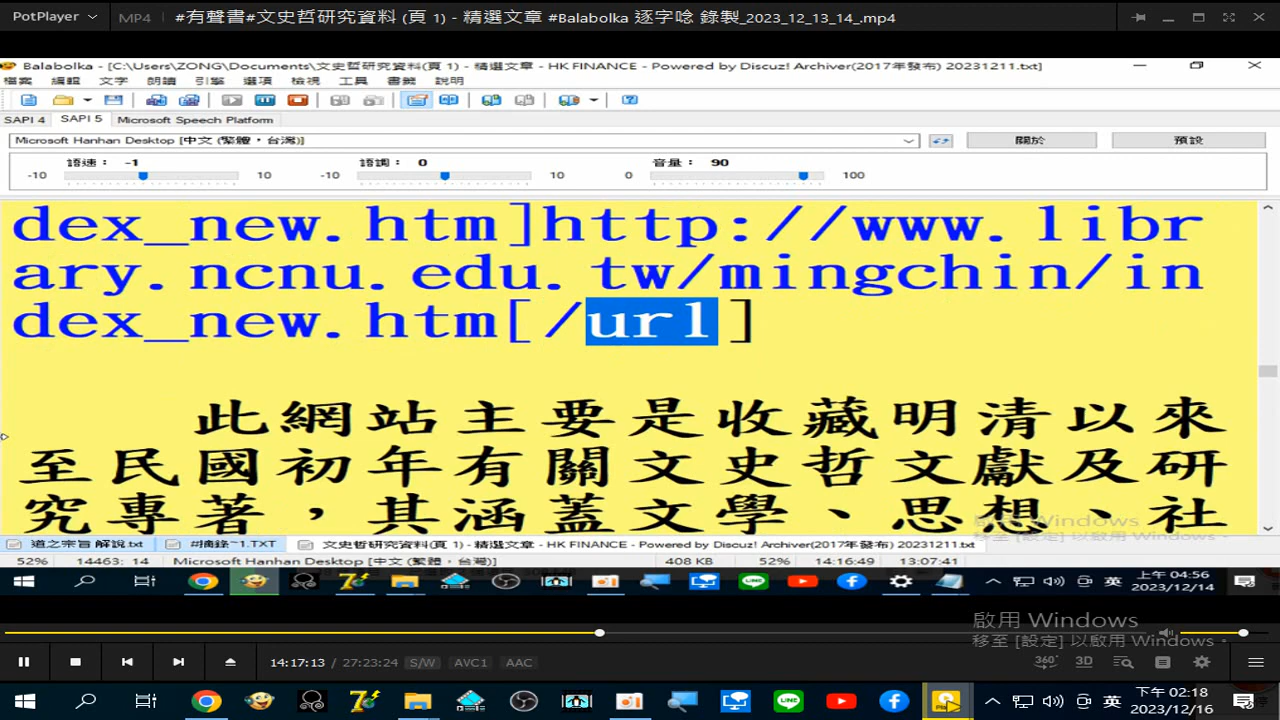 PotPlayer
MP4
#有聲書#文史哲研究資料 (頁 1) - 精選文章 #Balabolka 逐字唸 錄製_2023_12_13_14_.mp4
Balabolka - [C:\Users\ZONG\Documents\文史哲研究資料(頁 1) - 精選文章 - HK FINANCE - Powered by Discuz! Archiver(2017年發布) 20231211.txt]
檔案 編輯 文字 朗讀 引擎 選項 檢視 工具 書籤 說明
SAPI 4 SAPI 5 Microsoft Speech Platform
Microsoft Hanhan Desktop [中文 (繁體，台灣)]
關於
預設
語速： -1 語調： 0 音量： 90
-10 10 -10 10 0 100
dex_new.htm]http://www.libr
ary.ncnu.edu.tw/mingchin/in
dex_new.htm[/url]
此網站主要是收藏明清以來
至民國初年有關文史哲文獻及研
究專著，其涵蓋文學、思想、社
啟用 Windows
移至 [設定] 以啟用 Windows。
道之宗旨 解說.txt #摘錄~1.TXT 文史哲研究資料(頁 1) - 精選文章 - HK FINANCE - Powered by Discuz! Archiver(2017年發布) 20231211.txt
52% 14463: 14 Microsoft Hanhan Desktop [中文 (繁體，台灣)] 408 KB 52% 14:16:49 13:07:41
英
上午 04:56
2023/12/14
啟用 Windows
移至 [設定] 以啟用 Windows。
14:17:13 / 27:23:24 S/W AVC1 AAC
360° 3D
英
下午 02:18
2023/12/16